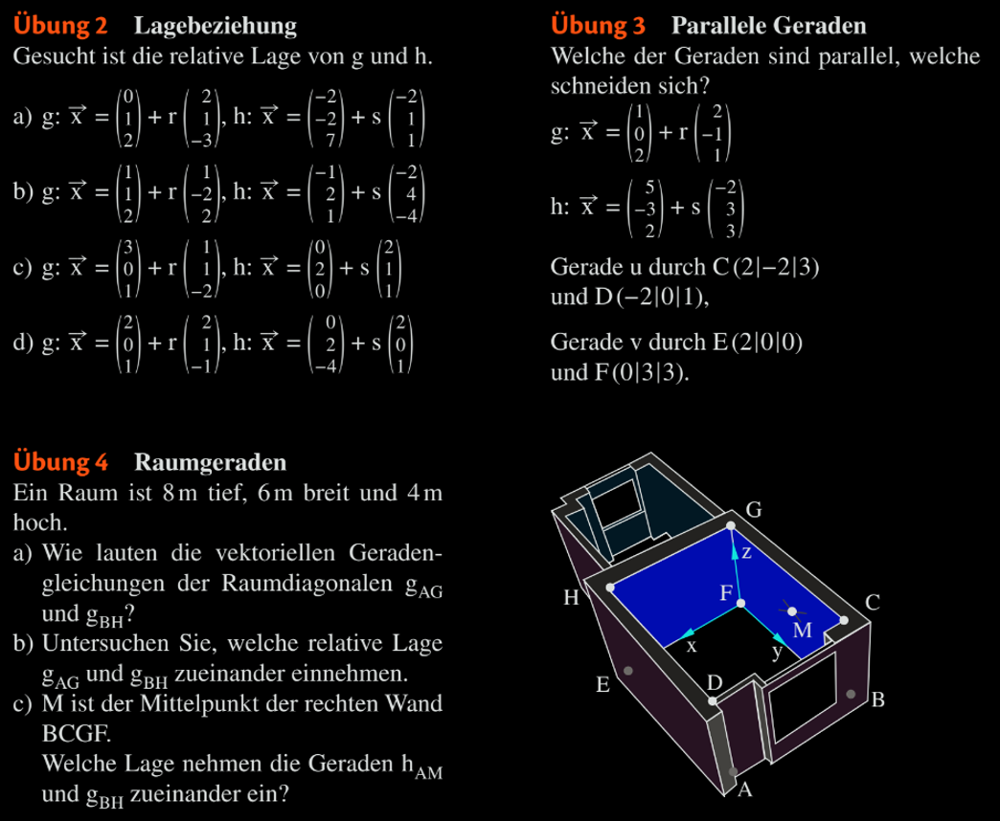 Übung 2 Lagebeziehung
Gesucht ist die relative Lage von g und h.
a) g: x⃗ = (0 1 2) + r (2 1 −3), h: x⃗ = (−2 −2 7) + s (−2 1 1)
b) g: x⃗ = (1 1 2) + r (1 −2 2), h: x⃗ = (−1 2 1) + s (−2 4 −4)
c) g: x⃗ = (3 0 1) + r (1 1 −2), h: x⃗ = (0 2 0) + s (2 1 1)
d) g: x⃗ = (2 0 1) + r (2 1 −1), h: x⃗ = (0 2 −4) + s (2 0 1)
Übung 3 Parallele Geraden
Welche der Geraden sind parallel, welche
schneiden sich?
g: x⃗ = (1 0 2) + r (2 −1 1)
h: x⃗ = (5 −3 2) + s (−2 3 3)
Gerade u durch C(2|−2|3)
und D(−2|0|1),
Gerade v durch E(2|0|0)
und F(0|3|3).
Übung 4 Raumgeraden
Ein Raum ist 8 m tief, 6 m breit und 4 m
hoch.
a) Wie lauten die vektoriellen Geraden-
gleichungen der Raumdiagonalen g_AG
und g_BH?
b) Untersuchen Sie, welche relative Lage
g_AG und g_BH zueinander einnehmen.
c) M ist der Mittelpunkt der rechten Wand
BCGF.
Welche Lage nehmen die Geraden h_AM
und g_BH zueinander ein?
G
z
H
F
C
M
x
y
E
D
B
A